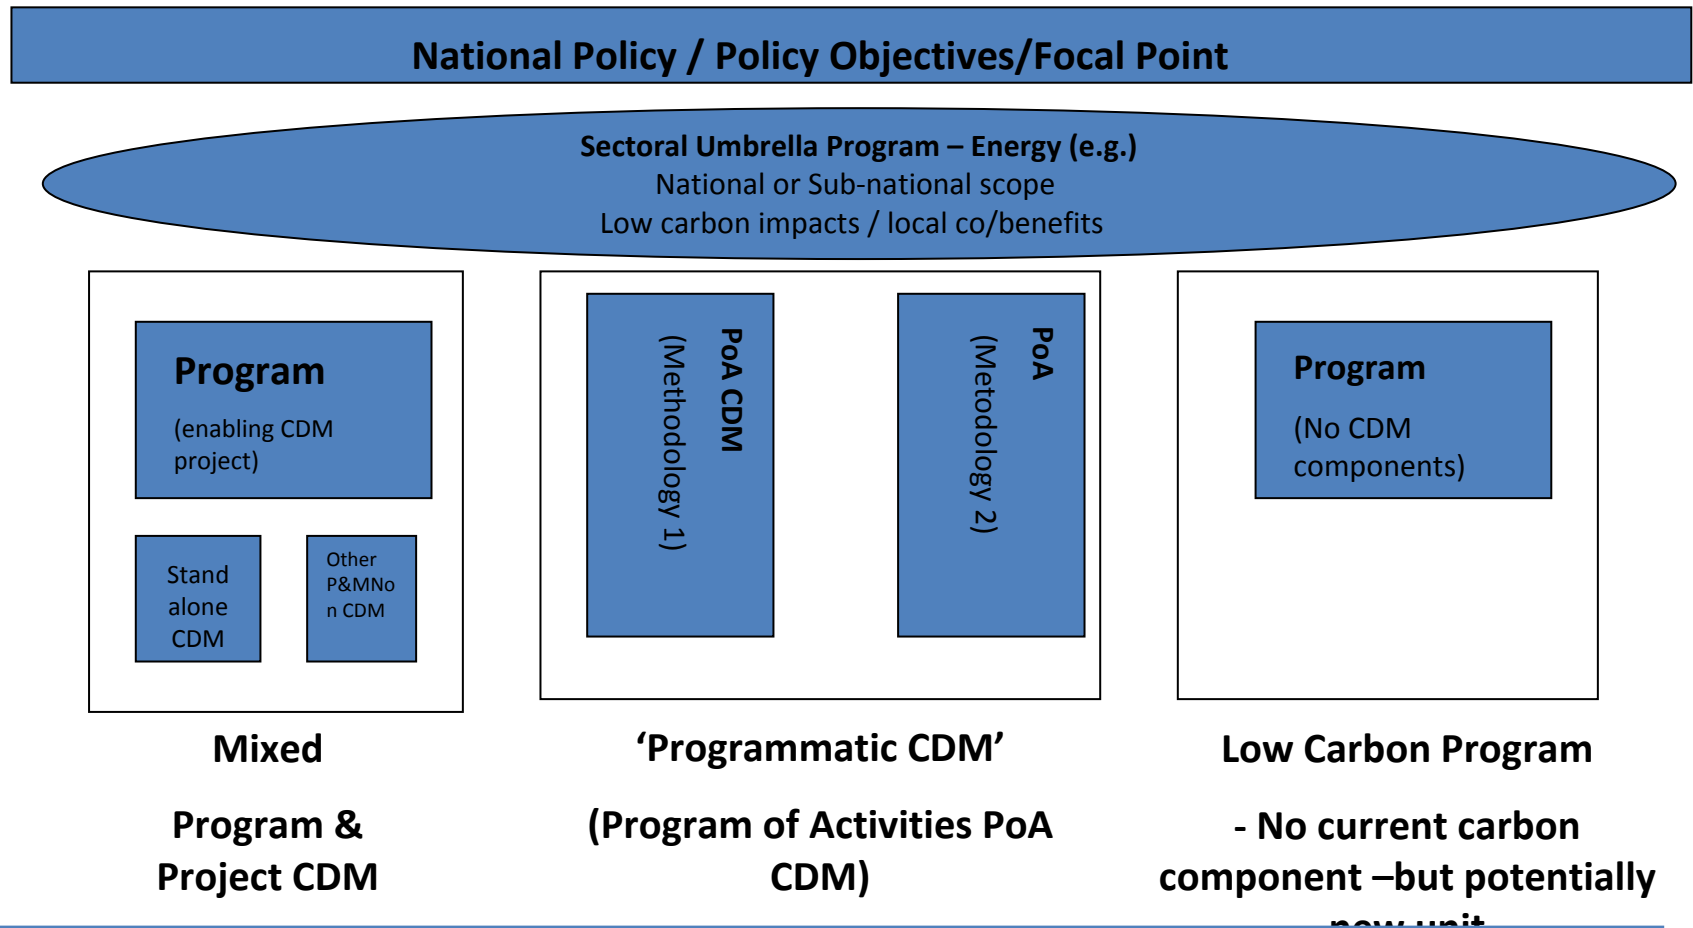 National Policy / Policy Objectives/Focal Point
Sectoral Umbrella Program – Energy (e.g.)
National or Sub-national scope
Low carbon impacts / local co/benefits
Program
(enabling CDM
project)
Stand
alone
CDM
Other
P&MNo
n CDM
PoA CDM
(Methodology 1)
PoA
(Metodology 2)
Program
(No CDM
components)
Mixed
Program &
Project CDM
‘Programmatic CDM’
(Program of Activities PoA
CDM)
Low Carbon Program
- No current carbon
component –but potentially
new unit